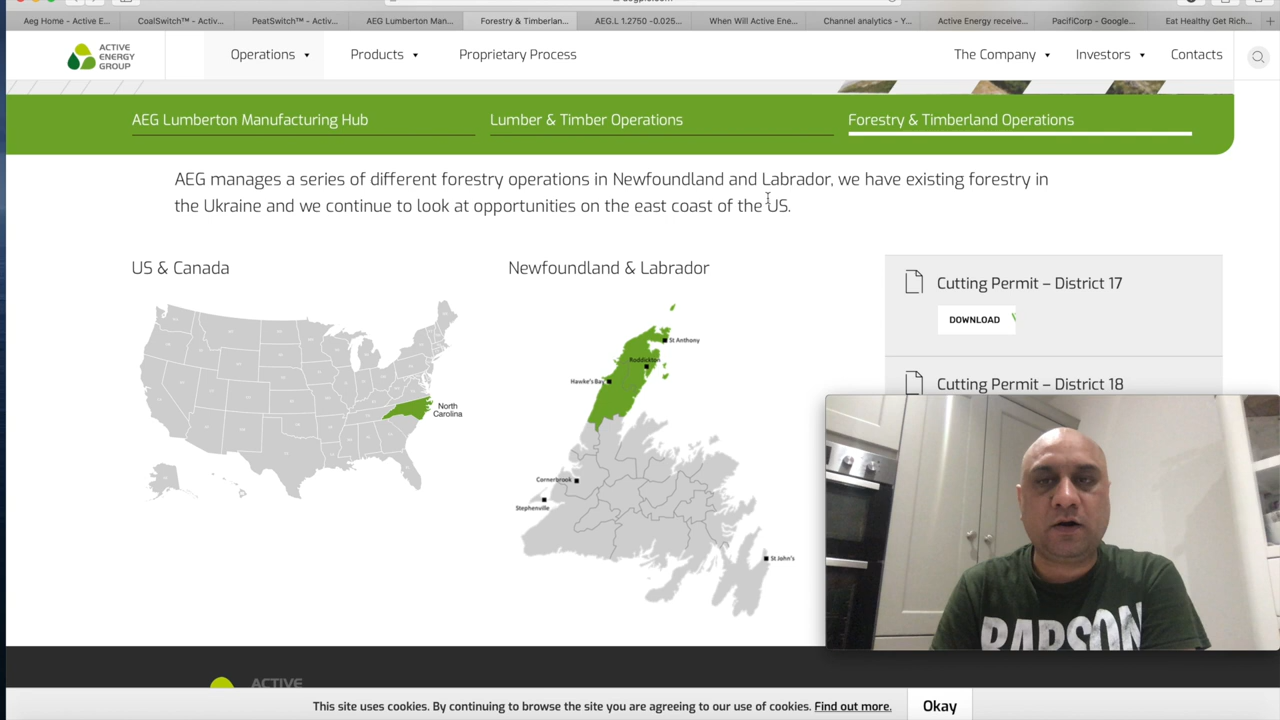 Aeg Home - Active E...
CoalSwitch™ - Activ...
PeatSwitch™ - Activ...
AEG Lumberton Man...
Forestry & Timberlan...
AEG.L 1.2750 -0.025...
When Will Active Ene...
Channel analytics - Y...
Active Energy receive...
PacifiCorp - Google...
Eat Healthy Get Rich...
ACTIVE
ENERGY
GROUP
Operations
Products
Proprietary Process
The Company
Investors
Contacts
AEG Lumberton Manufacturing Hub
Lumber & Timber Operations
Forestry & Timberland Operations
AEG manages a series of different forestry operations in Newfoundland and Labrador, we have existing forestry in
the Ukraine and we continue to look at opportunities on the east coast of the US.
US & Canada
North
Carolina
Newfoundland & Labrador
St Anthony
Roddickton
Hawke's Bay
Cornerbrook
Stephenville
St John's
Cutting Permit – District 17
DOWNLOAD
Cutting Permit – District 18
BARSON
ACTIVE
This site uses cookies. By continuing to browse the site you are agreeing to our use of cookies. Find out more.
Okay